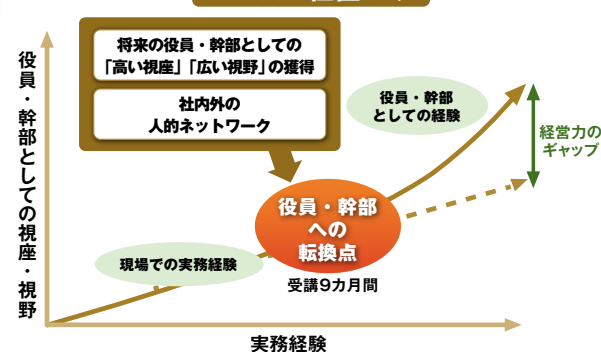 将来の役員・幹部としての
「高い視座」「広い視野」の獲得
社内外の
人的ネットワーク
役員・幹部としての視座・視野
役員・幹部
としての経験
経営力の
ギャップ
役員・幹部
への
転換点
現場での実務経験
受講9カ月間
実務経験